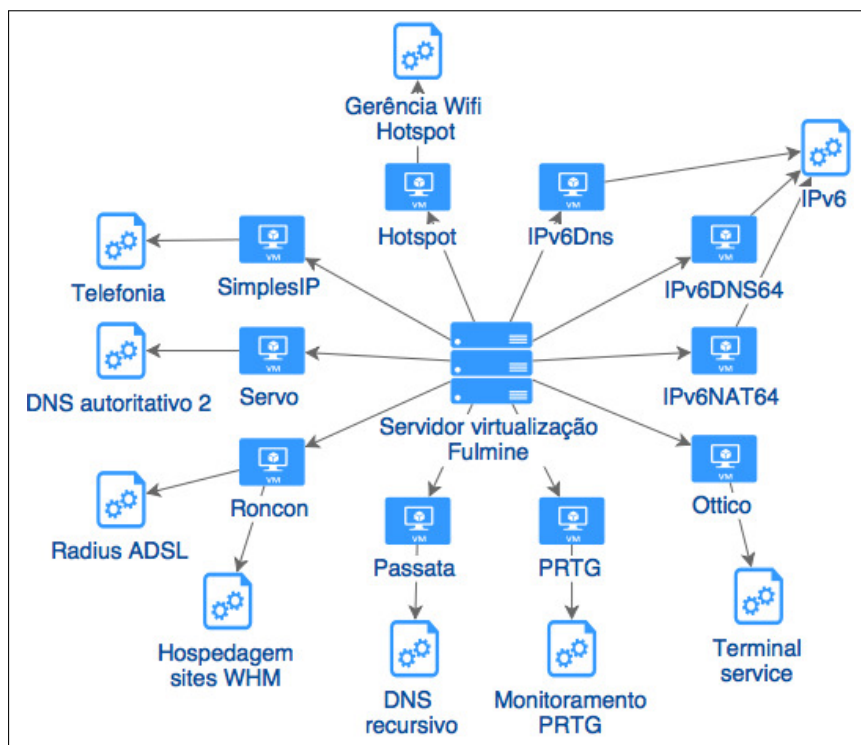 Gerência Wifi
Hotspot
IPv6
VM
Hotspot
VM
IPv6Dns
VM
SimplesIP
Telefonia
VM
IPv6DNS64
VM
Servo
DNS autoritativo 2
VM
IPv6NAT64
Servidor virtualização
Fulmine
VM
Roncon
Radius ADSL
VM
Ottico
VM
Passata
VM
PRTG
Hospedagem
sites WHM
DNS
recursivo
Monitoramento
PRTG
Terminal
service